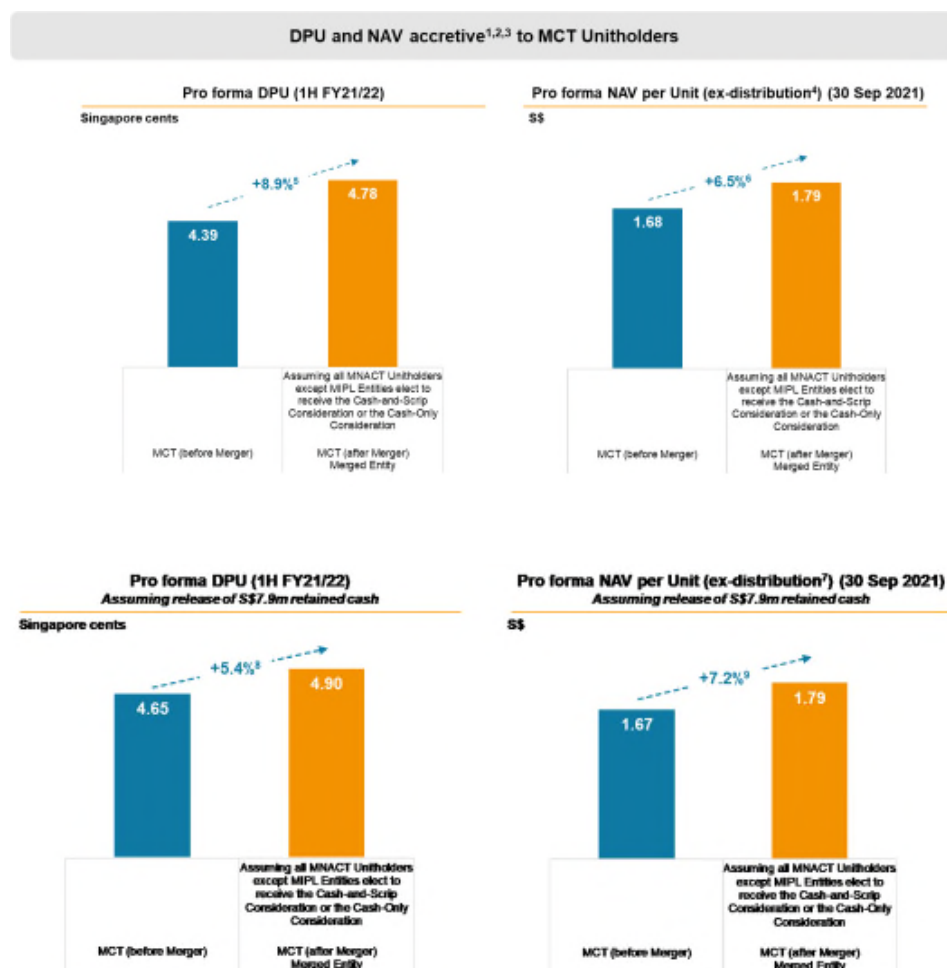 DPU and NAV accretive1,2,3 to MCT Unitholders
Pro forma DPU (1H FY21/22)
Singapore cents
+8.9%5
4.39
4.78
MCT (before Merger)
Assuming all MNACT Unitholders
except MIPL Entities elect to
receive the Cash-and-Scrip
Consideration or the Cash-Only
Consideration
MCT (after Merger)
Merged Entity
Pro forma NAV per Unit (ex-distribution4) (30 Sep 2021)
S$
+6.5%6
1.68
1.79
MCT (before Merger)
Assuming all MNACT Unitholders
except MIPL Entities elect to
receive the Cash-and-Scrip
Consideration or the Cash-Only
Consideration
MCT (after Merger)
Merged Entity
Pro forma DPU (1H FY21/22)
Assuming release of S$7.9m retained cash
Singapore cents
+5.4%8
4.65
4.90
MCT (before Merger)
Assuming all MNACT Unitholders
except MIPL Entities elect to
receive the Cash-and-Scrip
Consideration or the Cash-Only
Consideration
MCT (after Merger)
Merged Entity
Pro forma NAV per Unit (ex-distribution7) (30 Sep 2021)
Assuming release of S$7.9m retained cash
S$
+7.2%9
1.67
1.79
MCT (before Merger)
Assuming all MNACT Unitholders
except MIPL Entities elect to
receive the Cash-and-Scrip
Consideration or the Cash-Only
Consideration
MCT (after Merger)
Merged Entity